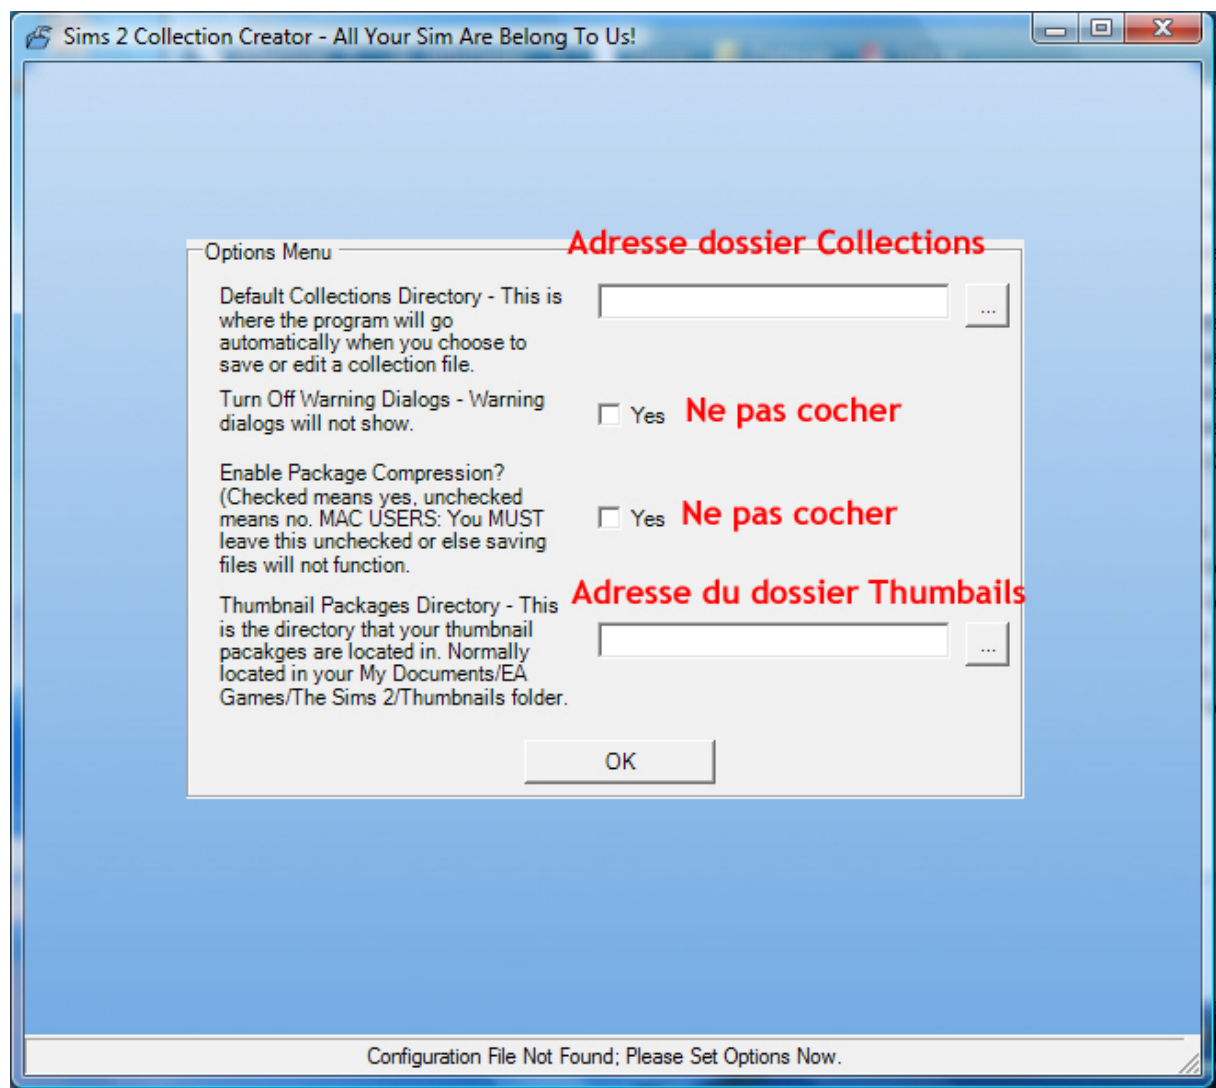 Sims 2 Collection Creator - All Your Sim Are Belong To Us!
Options Menu
Adresse dossier Collections
Default Collections Directory - This is
where the program will go
automatically when you choose to
save or edit a collection file.
...
Turn Off Warning Dialogs - Warning
dialogs will not show.
Yes Ne pas cocher
Enable Package Compression?
(Checked means yes, unchecked
means no. MAC USERS: You MUST
leave this unchecked or else saving
files will not function.
Yes Ne pas cocher
Adresse du dossier Thumbails
Thumbnail Packages Directory - This
is the directory that your thumbnail
pacakges are located in. Normally
located in your My Documents/EA
Games/The Sims 2/Thumbnails folder.
...
OK
Configuration File Not Found; Please Set Options Now.